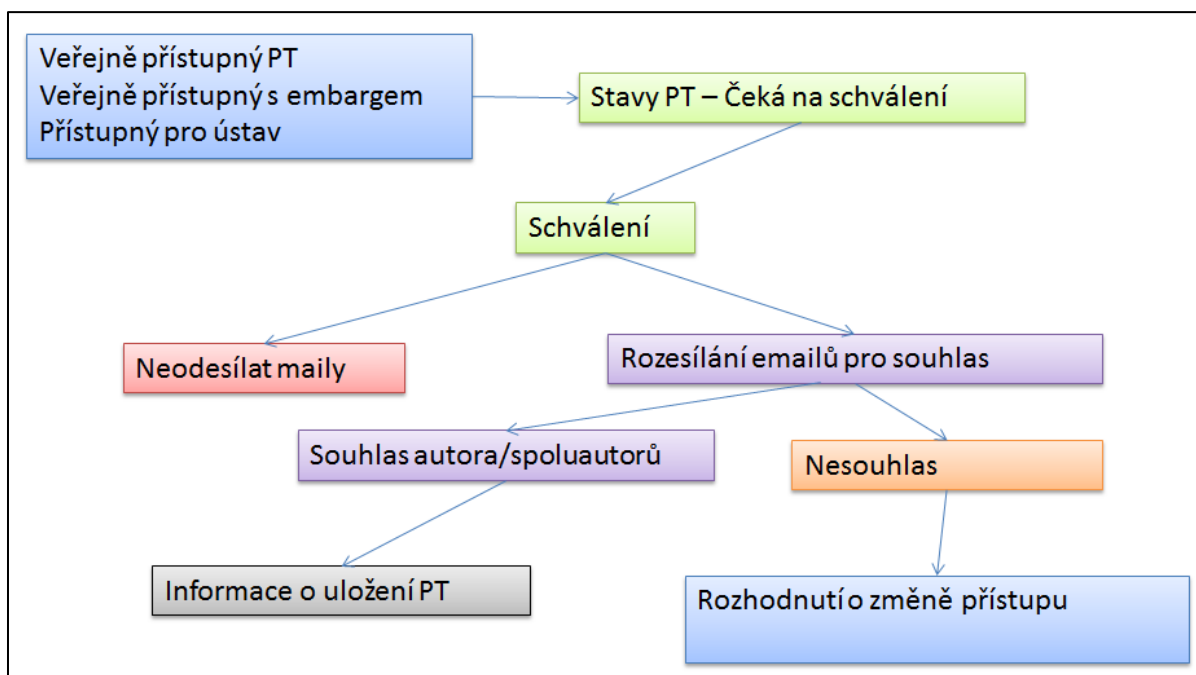 Veřejně přístupný PT
Veřejně přístupný s embargem
Přístupný pro ústav
Stavy PT – Čeká na schválení
Schválení
Neodesílat maily
Rozesílání emailů pro souhlas
Souhlas autora/spoluautorů
Nesouhlas
Informace o uložení PT
Rozhodnutí o změně přístupu